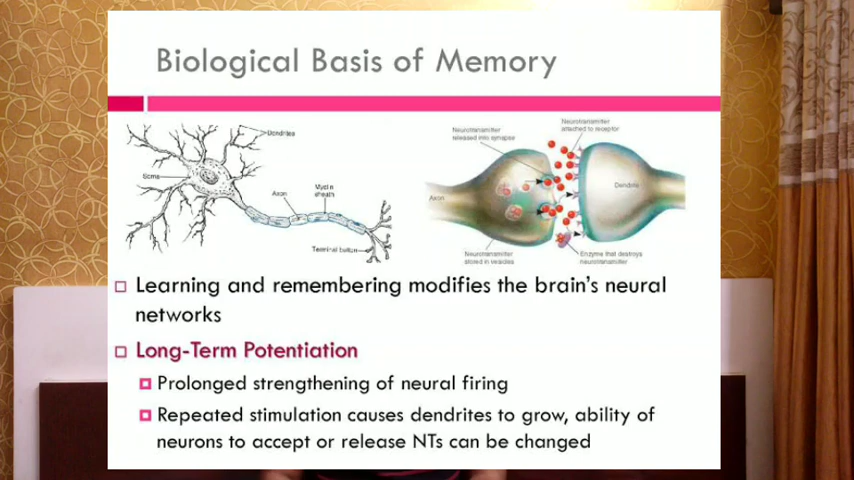 Biological Basis of Memory
Dendrites
Soma
Axon
Myelin
sheath
Terminal button
Neurotransmitter
released into synapse
Neurotransmitter
attached to receptor
Axon
Dendrite
Neurotransmitter
stored in vesicles
Enzyme that destroys
neurotransmitter
Learning and remembering modifies the brain's neural
networks
Long-Term Potentiation
Prolonged strengthening of neural firing
Repeated stimulation causes dendrites to grow, ability of
neurons to accept or release NTs can be changed